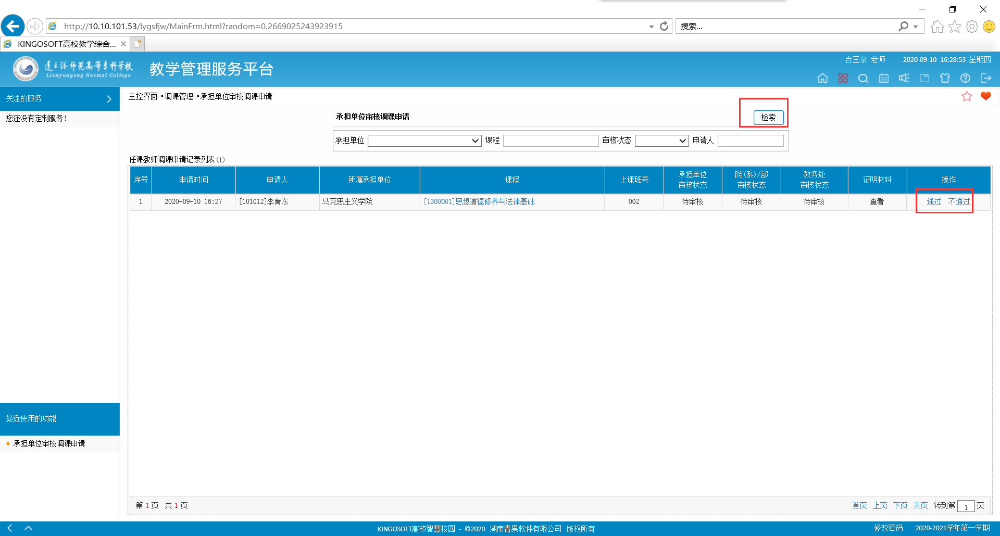 http://10.10.101.53/lygsfjw/MainFrm.html?random=0.2669025243923915
搜索...
KINGOSOFT高校教学综合...
连云港师范高等专科学校
Lianyungang Normal College
教学管理服务平台
吉玉泉 老师 2020-09-10 16:28:53 星期四
关注的服务
您还没有定制服务!
主控界面→调课管理→承担单位审核调课申请
承担单位审核调课申请
检索
承担单位 课程 审核状态 申请人
任课教师调课申请记录列表(1)
序号 申请时间 申请人 所属承担单位 课程 上课班号 承担单位审核状态 院(系)/部审核状态 教务处审核状态 证明材料 操作
1 2020-09-10 16:27 [101012]李育东 马克思主义学院 [1300001]思想道德修养与法律基础 002 待审核 待审核 待审核 查看 通过 不通过
最近使用的功能
承担单位审核调课申请
第 1 页 共 1 页
首页 上页 下页 末页 转到第 1 页
KINGOSOFT高校智慧校园 - ©2020 湖南青果软件有限公司 版权所有
修改密码 2020-2021学年第一学期